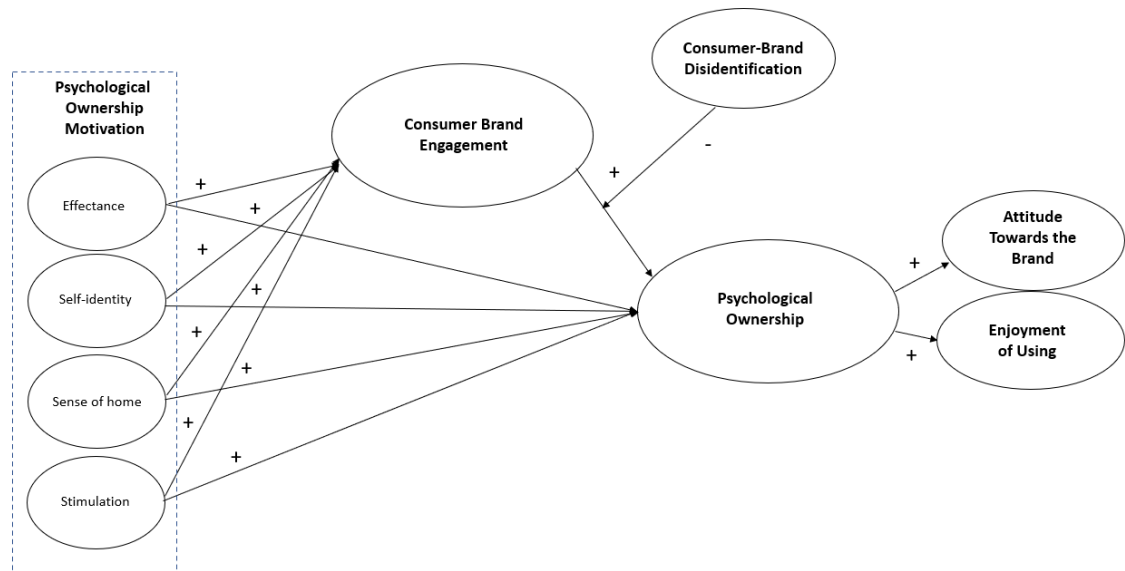 Psychological
Ownership
Motivation
Effectance
Self-identity
Sense of home
Stimulation
+
+
+
+
+
+
+
+
Consumer Brand
Engagement
Consumer-Brand
Disidentification
+
-
Psychological
Ownership
+
+
Attitude
Towards the
Brand
Enjoyment
of Using